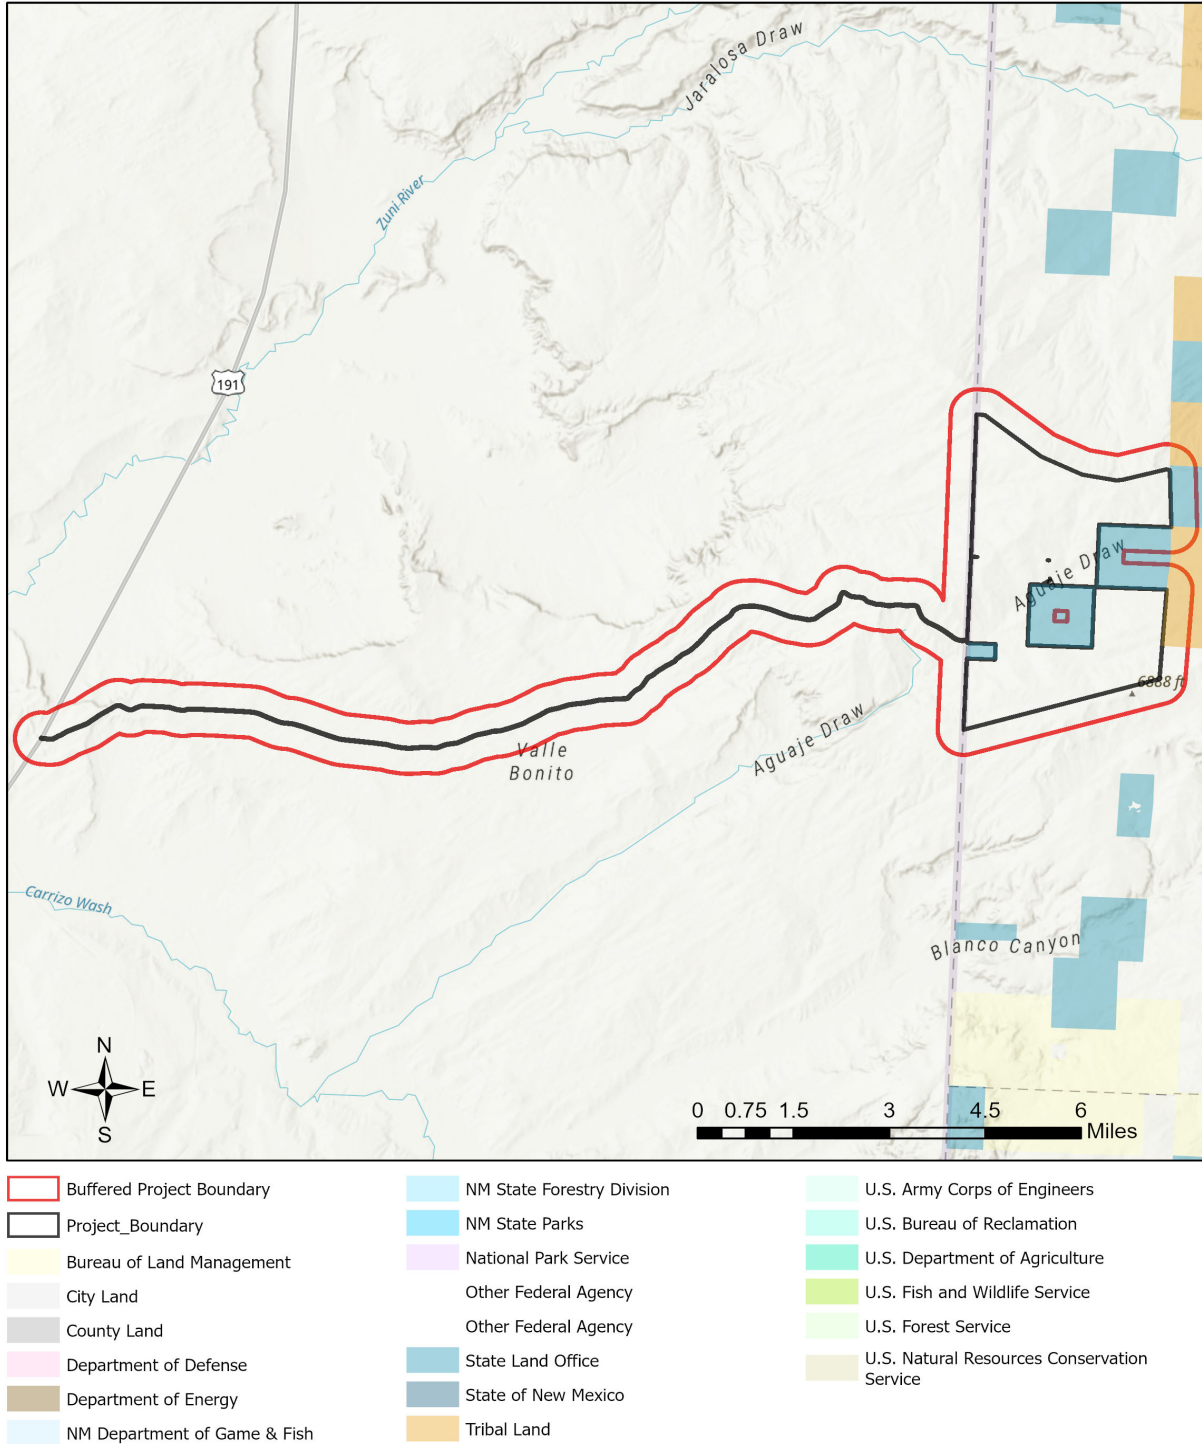 Jaralosa Draw
Zuni River
191
Aguaje Draw
6888 ft
Aguaje Draw
Valle
Bonito
Carrizo Wash
Blanco Canyon
N
W E
S
0 0.75 1.5 3 4.5 6
Miles
Buffered Project Boundary
Project_Boundary
Bureau of Land Management
City Land
County Land
Department of Defense
Department of Energy
NM Department of Game & Fish
NM State Forestry Division
NM State Parks
National Park Service
Other Federal Agency
Other Federal Agency
State Land Office
State of New Mexico
Tribal Land
U.S. Army Corps of Engineers
U.S. Bureau of Reclamation
U.S. Department of Agriculture
U.S. Fish and Wildlife Service
U.S. Forest Service
U.S. Natural Resources Conservation
Service